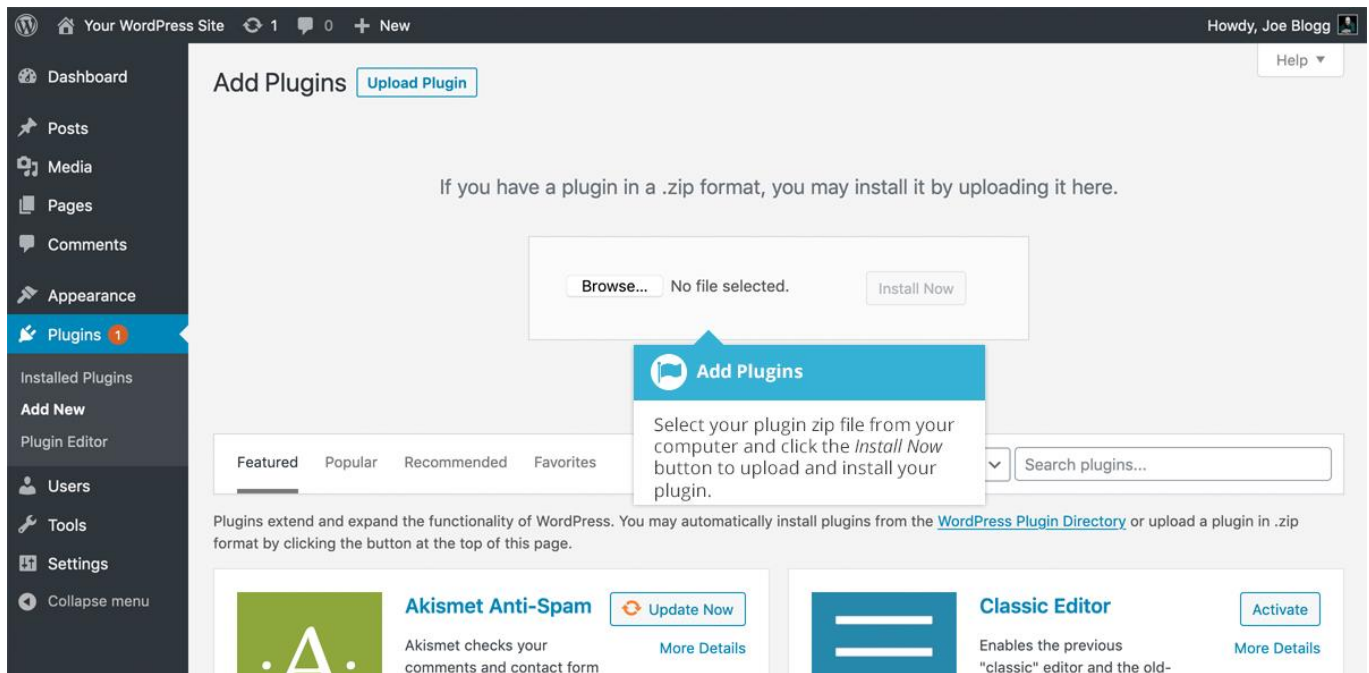 Your WordPress Site 1 0 + New Howdy, Joe Blogg
Help
Dashboard
Posts
Media
Pages
Comments
Appearance
Plugins 1
Installed Plugins
Add New
Plugin Editor
Users
Tools
Settings
Collapse menu
Add Plugins Upload Plugin
If you have a plugin in a .zip format, you may install it by uploading it here.
Browse... No file selected. Install Now
Add Plugins
Select your plugin zip file from your
computer and click the Install Now
button to upload and install your
plugin.
Featured Popular Recommended Favorites Search plugins...
Plugins extend and expand the functionality of WordPress. You may automatically install plugins from the WordPress Plugin Directory or upload a plugin in .zip
format by clicking the button at the top of this page.
Akismet Anti-Spam Update Now
Akismet checks your More Details
comments and contact form
Classic Editor Activate
Enables the previous More Details
"classic" editor and the old-